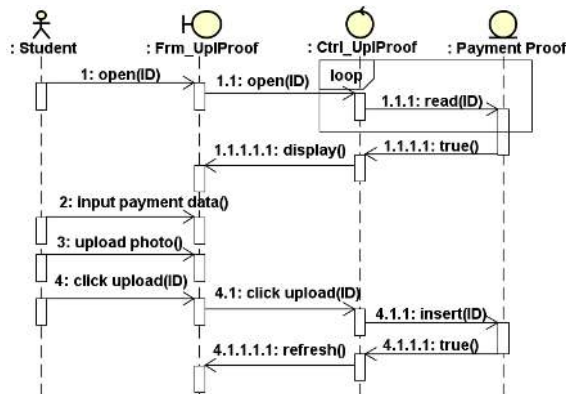 : Student
: Frm_UplProof
: Ctrl_UplProof
: Payment Proof
loop
1: open(ID)
1.1: open(ID)
1.1.1: read(ID)
1.1.1.1: true()
1.1.1.1.1: display()
2: input payment data()
3: upload photo()
4: click upload(ID)
4.1: click upload(ID)
4.1.1: insert(ID)
4.1.1.1: true()
4.1.1.1.1: refresh()